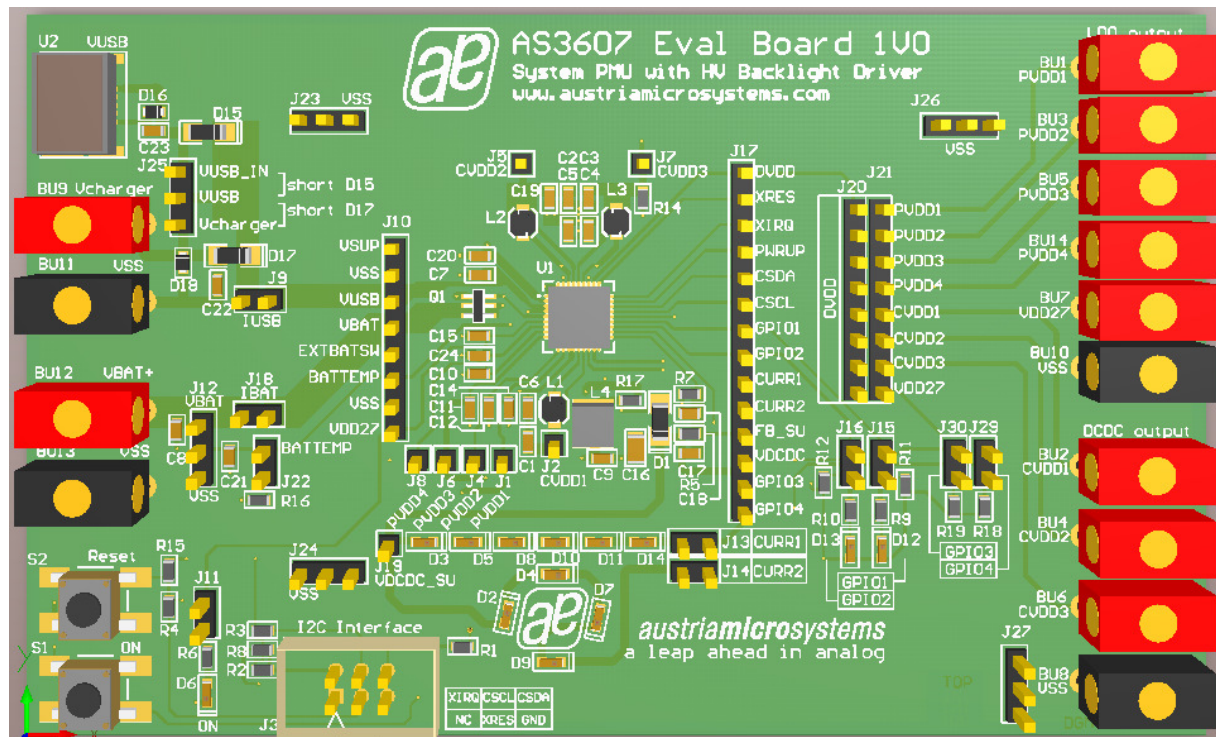 U2 VUSB
AS3607 Eval Board 1V0
System PMU with HV Backlight Driver
www.austriamicrosystems.com
LDO output
BU1
PVDD1
BU3
PVDD2
BU5
PVDD3
BU14
PVDD4
BU7
VDD27
BU10
VSS
DCDC output
BU2
CVDD1
BU4
CVDD2
BU6
CVDD3
BU8
VSS
D16
C23
D15
J23 VSS
J26
VSS
J25
VUSB_IN
VUSB
Vcharger
short D15
short D17
BU9 Vcharger
BU11 VSS
D18
D17
C22
J9
IUSB
BU12 VBAT+
BU13 VSS
J12
VBAT
J18
IBAT
C8
VSS
C21
BATTEMP
J22
R16
J10
VSUP
VSS
VUSB
VBAT
EXTBATSW
BATTEMP
VSS
VDD27
C20
C7
Q1
C15
C24
C10
C14
C11
C12
C6
C1
L1
L4
J2
CVDD1
C9
C16
R17
R7
D1
C17
R5
C18
U1
J5
CVDD2
C2 C3
C5 C4
C19
L2
L3
J7
CVDD3
R14
J17
DVDD
XRES
XIRQ
PWRUP
CSDA
CSCL
GPIO1
GPIO2
CURR1
CURR2
FB_SU
VDCDC
GPIO3
GPIO4
J20 J21
DVDD
PVDD1
PVDD2
PVDD3
PVDD4
CVDD1
CVDD2
CVDD3
VDD27
J8 J6 J4 J1
PVDD4
PVDD3
PVDD2
PVDD1
J16 J15
R12
R11
R10 R9
D13 D12
GPIO1
GPIO2
J30 J29
R19 R18
GPIO3
GPIO4
J19
VDCDC_SU
D3 D5 D8 D10 D11 D14
J13 CURR1
J14 CURR2
D4
D2
D7
D9
ae
austriamicrosystems
a leap ahead in analog
S2 Reset
R15
R4
S1 ON
J11
R6
D6
ON
J24
VSS
R3
R8
R2
I2C Interface
J3
R1
XIRQ CSCL CSDA
NC XRES GND
J27
TOP